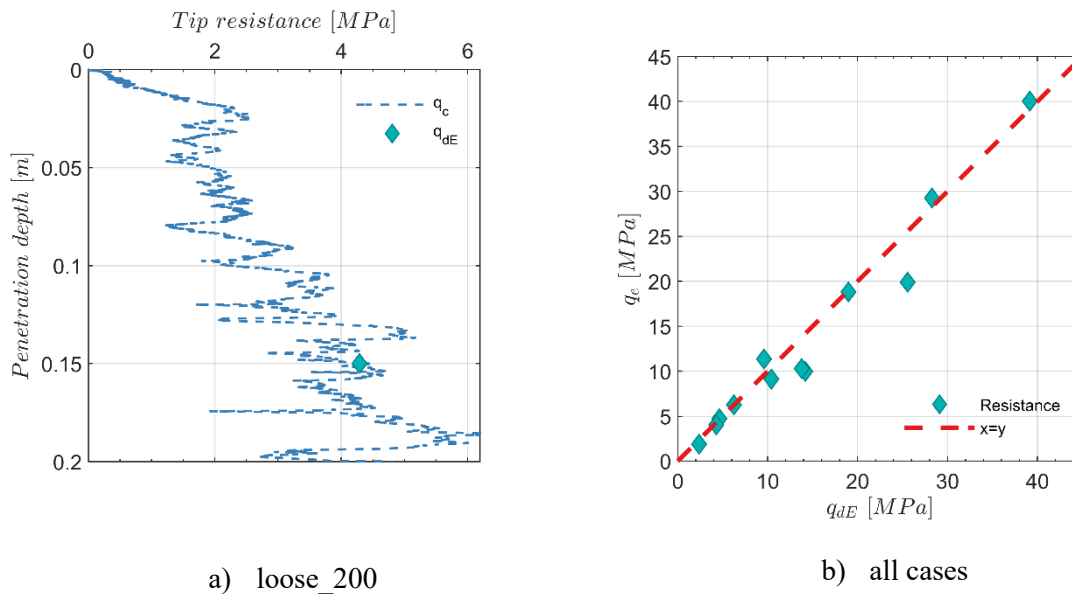 Tip resistance [MPa]
0 2 4 6
0
0.05
0.1
0.15
0.2
Penetration depth [m]
q_c
q_dE
a) loose_200
45
40
35
30
25
20
15
10
5
0
q_c [MPa]
Resistance
x=y
0 10 20 30 40
q_dE [MPa]
b) all cases